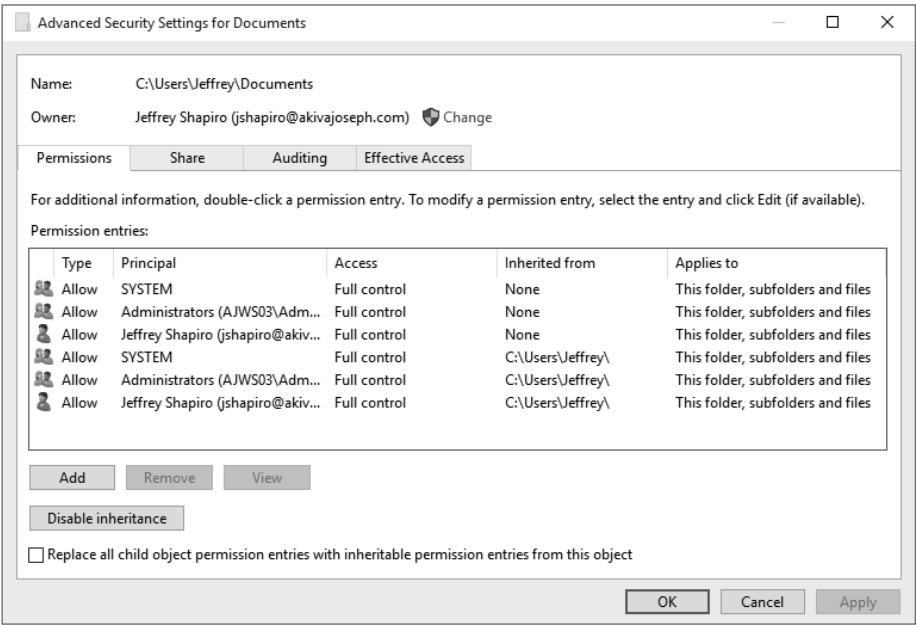 Advanced Security Settings for Documents
Name: C:\Users\Jeffrey\Documents
Owner: Jeffrey Shapiro (jshapiro@akivajoseph.com) Change
Permissions Share Auditing Effective Access
For additional information, double-click a permission entry. To modify a permission entry, select the entry and click Edit (if available).
Permission entries:
Type Principal Access Inherited from Applies to
Allow SYSTEM Full control None This folder, subfolders and files
Allow Administrators (AJWS03\Adm... Full control None This folder, subfolders and files
Allow Jeffrey Shapiro (jshapiro@akiv... Full control None This folder, subfolders and files
Allow SYSTEM Full control C:\Users\Jeffrey\ This folder, subfolders and files
Allow Administrators (AJWS03\Adm... Full control C:\Users\Jeffrey\ This folder, subfolders and files
Allow Jeffrey Shapiro (jshapiro@akiv... Full control C:\Users\Jeffrey\ This folder, subfolders and files
Add Remove View
Disable inheritance
Replace all child object permission entries with inheritable permission entries from this object
OK Cancel Apply